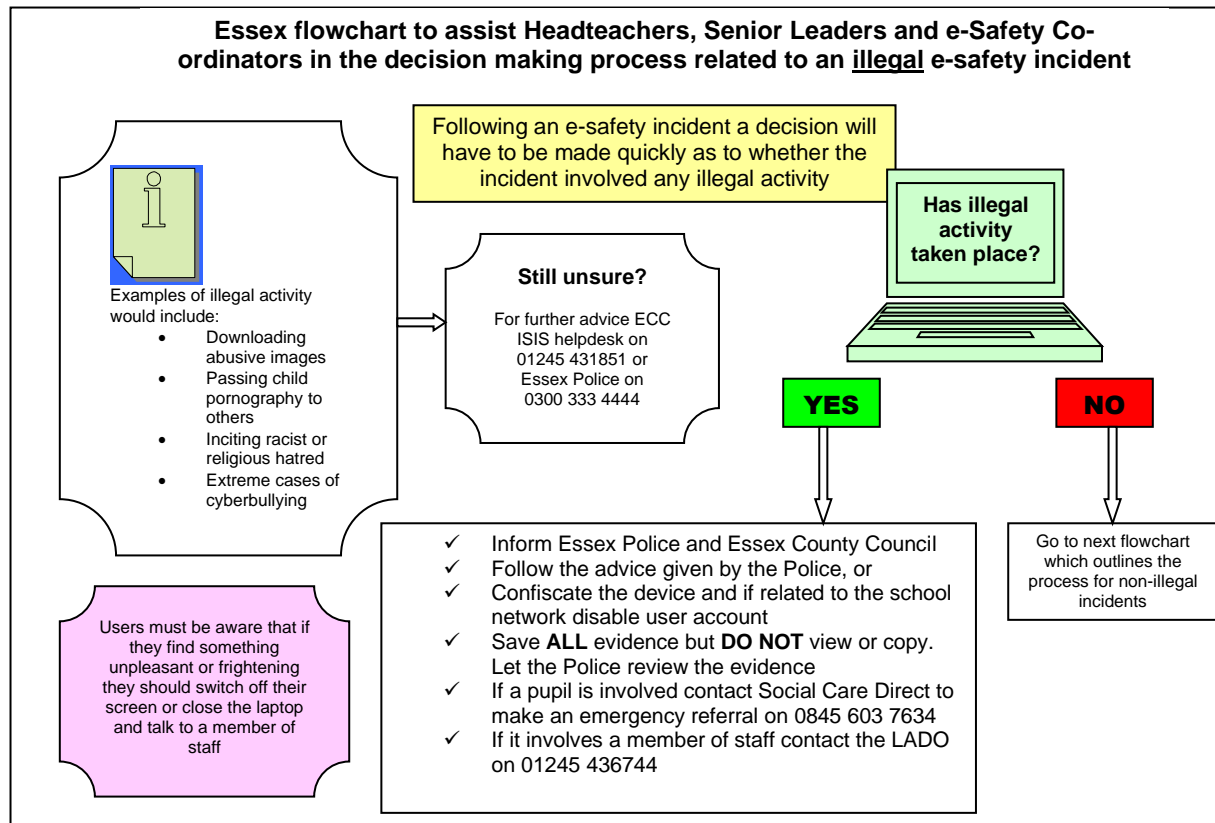 Essex flowchart to assist Headteachers, Senior Leaders and e-Safety Co-
ordinators in the decision making process related to an illegal e-safety incident
Following an e-safety incident a decision will
have to be made quickly as to whether the
incident involved any illegal activity
Has illegal
activity
taken place?
i
Examples of illegal activity
would include:
• Downloading
abusive images
• Passing child
pornography to
others
• Inciting racist or
religious hatred
• Extreme cases of
cyberbullying
Still unsure?
For further advice ECC
ISIS helpdesk on
01245 431851 or
Essex Police on
0300 333 4444
YES
NO
✓ Inform Essex Police and Essex County Council
✓ Follow the advice given by the Police, or
✓ Confiscate the device and if related to the school
network disable user account
✓ Save ALL evidence but DO NOT view or copy.
Let the Police review the evidence
✓ If a pupil is involved contact Social Care Direct to
make an emergency referral on 0845 603 7634
✓ If it involves a member of staff contact the LADO
on 01245 436744
Go to next flowchart
which outlines the
process for non-illegal
incidents
Users must be aware that if
they find something
unpleasant or frightening
they should switch off their
screen or close the laptop
and talk to a member of
staff